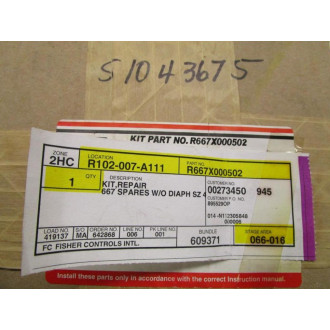 S1043675
KIT PART NO. R667X000502
ZONE
2HC
LOCATION
R102-007-A111
PART NO.
R667X000502
QTY
1
DESCRIPTION
KIT,REPAIR
667 SPARES W/O DIAPH SZ 4
CUSTOMER NO
00273450 945
CUSTOMER PO
LOAD NO
419137
S/O
MA
ORDER NO
642868
LINE NO
006
PK LINE
001
BUNDLE
609371
STAGE AREA
066-016
FC FISHER CONTROLS INTL.
Install these parts only in accordance with the correct Instruction manual.